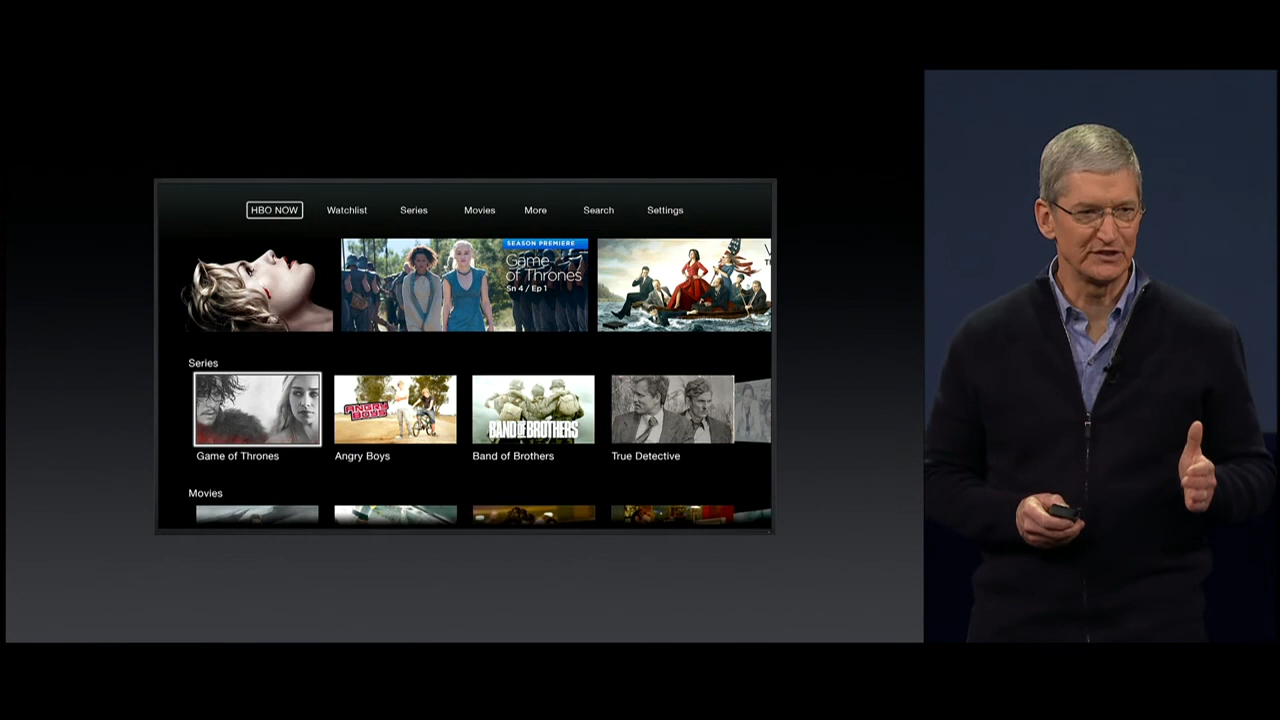 HBO NOW Watchlist Series Movies More Search Settings
SEASON PREMIERE
Game
of Thrones
Sn 4 / Ep 1
Series
ANGRY
BOYS
BAND OF BROTHERS
Game of Thrones Angry Boys Band of Brothers True Detective
Movies